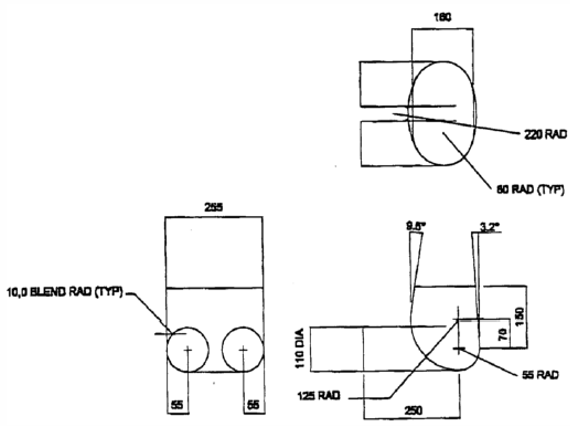 160
220 RAD
60 RAD (TYP)
255
9.5°
3.2°
10,0 BLEND RAD (TYP)
110 DIA
150
70
55 RAD
125 RAD
55
55
250